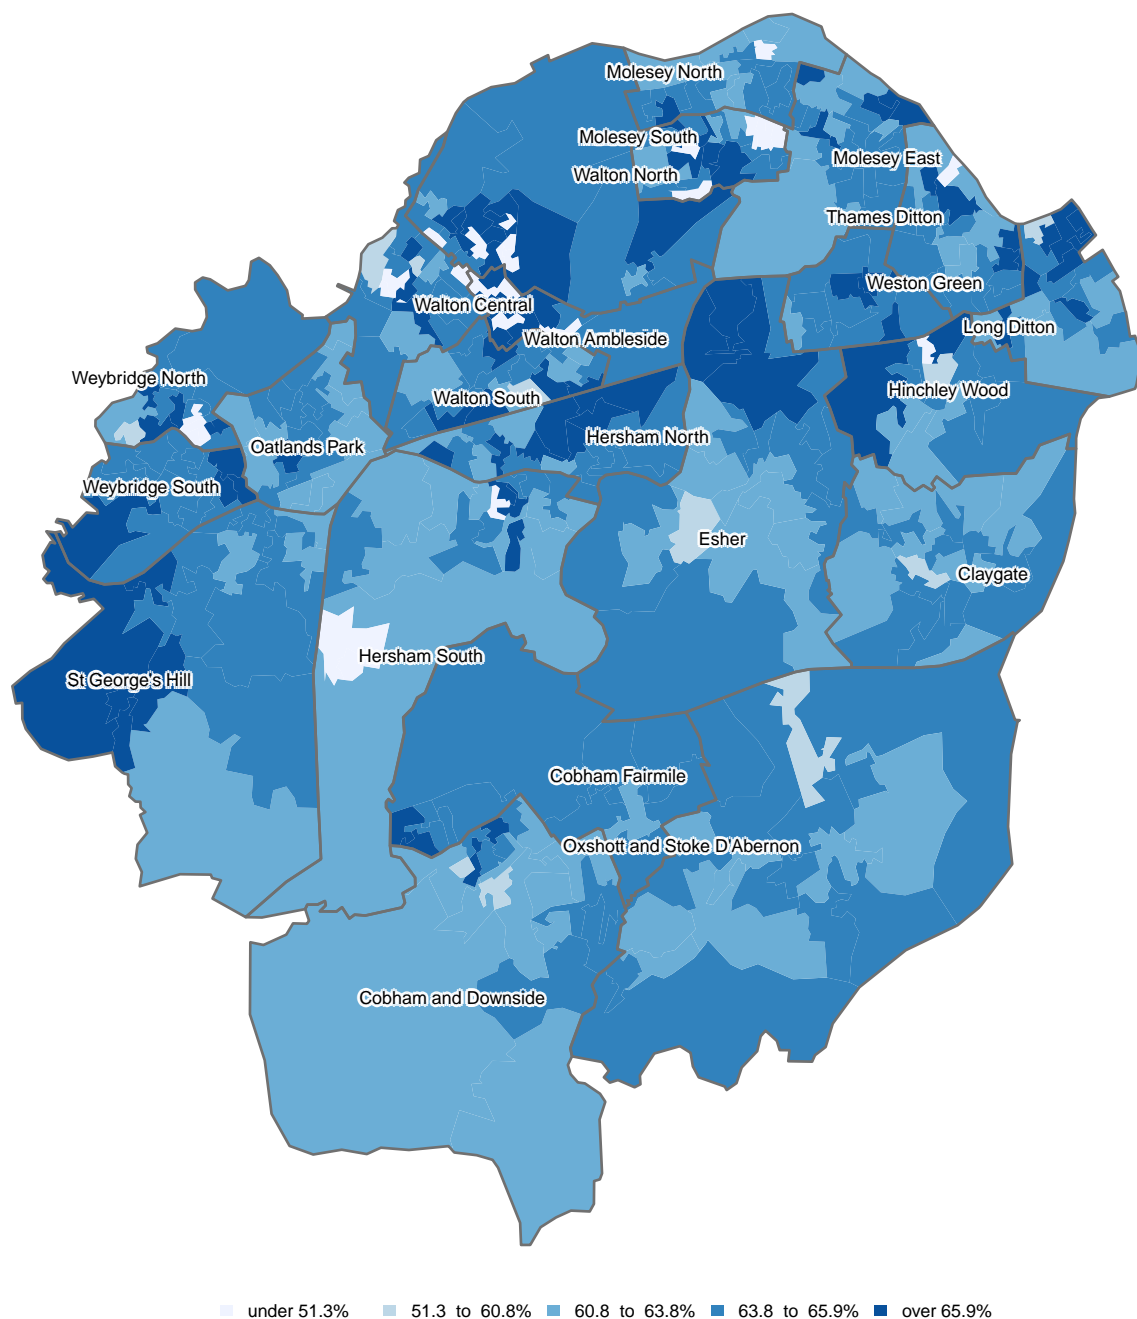 Molesey North
Molesey South
Molesey East
Walton North
Thames Ditton
Weston Green
Walton Central
Long Ditton
Walton Ambleside
Weybridge North
Hinchley Wood
Walton South
Hersham North
Oatlands Park
Weybridge South
Esher
Claygate
Hersham South
St George's Hill
Cobham Fairmile
Oxshott and Stoke D'Abernon
Cobham and Downside
under 51.3% 51.3 to 60.8% 60.8 to 63.8% 63.8 to 65.9% over 65.9%